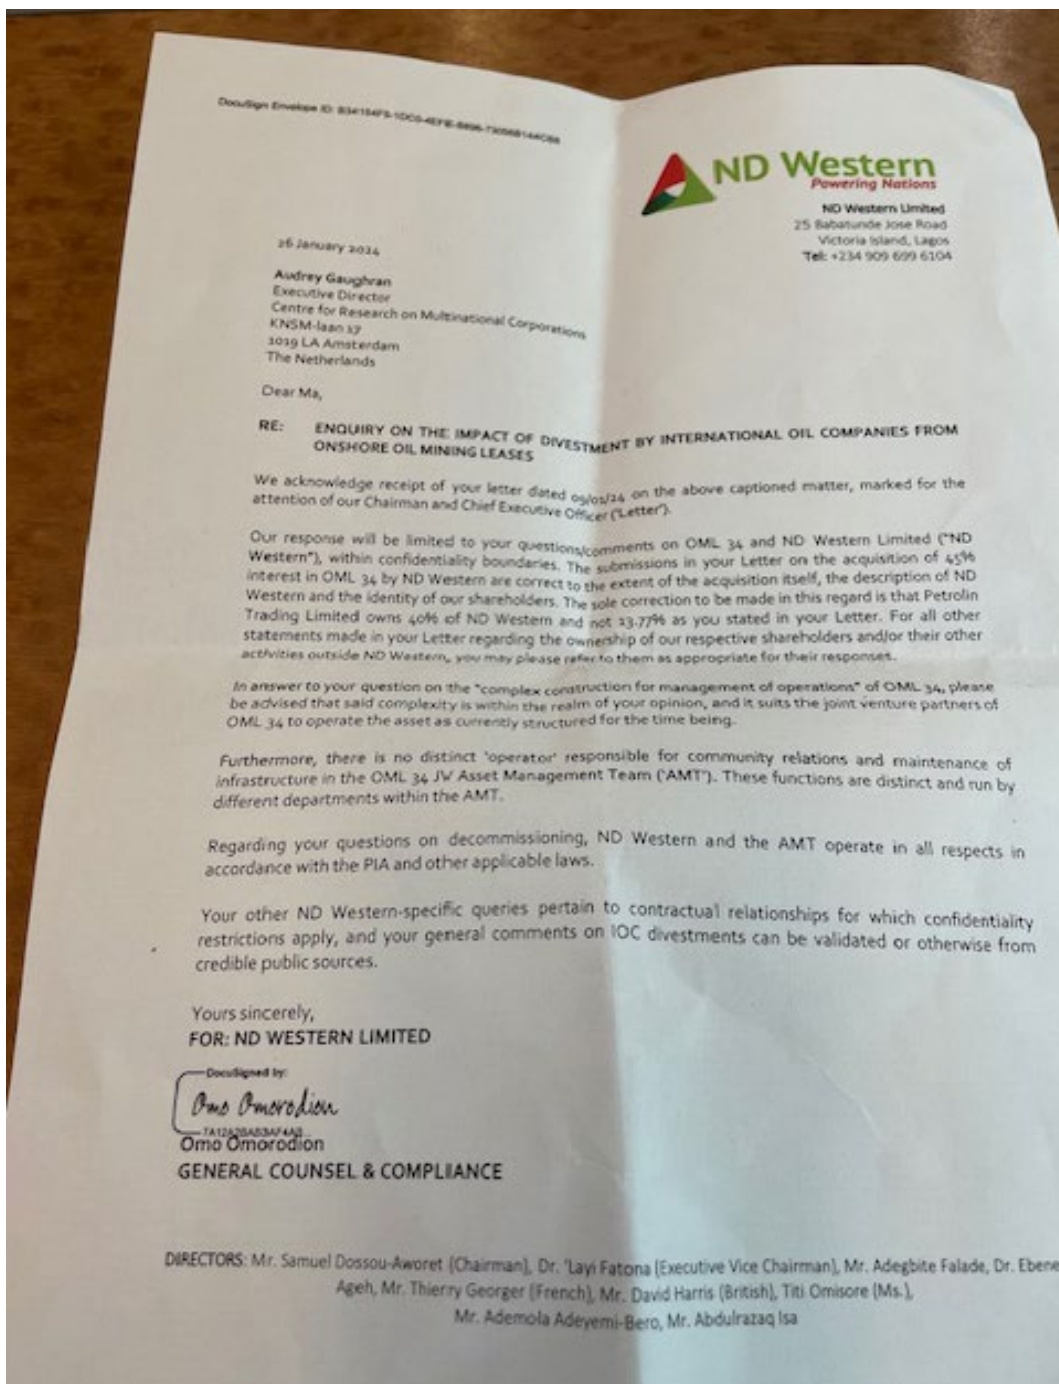 DocuSign Envelope ID:
ND Western
Powering Nations
ND Western Limited
25 Babatunde Jose Road
Victoria Island, Lagos
Tel: +234 909 699 6104
26 January 2024
Audrey Gaughran
Executive Director
Centre for Research on Multinational Corporations
KNSM-laan 17
1019 LA Amsterdam
The Netherlands
Dear Ma,
RE: ENQUIRY ON THE IMPACT OF DIVESTMENT BY INTERNATIONAL OIL COMPANIES FROM
ONSHORE OIL MINING LEASES
We acknowledge receipt of your letter dated 09/01/24 on the above captioned matter, marked for the
attention of our Chairman and Chief Executive Officer ('Letter').
Our response will be limited to your questions/comments on OML 34 and ND Western Limited ("ND
Western"), within confidentiality boundaries. The submissions in your Letter on the acquisition of 45%
interest in OML 34 by ND Western are correct to the extent of the acquisition itself, the description of ND
Western and the identity of our shareholders. The sole correction to be made in this regard is that Petrolin
Trading Limited owns 40% of ND Western and not 13.77% as you stated in your Letter. For all other
statements made in your Letter regarding the ownership of our respective shareholders and/or their other
activities outside ND Western, you may please refer to them as appropriate for their responses.
In answer to your question on the "complex construction for management of operations" of OML 34, please
be advised that said complexity is within the realm of your opinion, and it suits the joint venture partners of
OML 34 to operate the asset as currently structured for the time being.
Furthermore, there is no distinct 'operator' responsible for community relations and maintenance of
infrastructure in the OML 34 JV Asset Management Team ('AMT'). These functions are distinct and run by
different departments within the AMT.
Regarding your questions on decommissioning, ND Western and the AMT operate in all respects in
accordance with the PIA and other applicable laws.
Your other ND Western-specific queries pertain to contractual relationships for which confidentiality
restrictions apply, and your general comments on IOC divestments can be validated or otherwise from
credible public sources.
Yours sincerely,
FOR: ND WESTERN LIMITED
DocuSigned by:
Omo Omorodion
Omo Omorodion
GENERAL COUNSEL & COMPLIANCE
DIRECTORS: Mr. Samuel Dossou-Aworet (Chairman), Dr. 'Layi Fatona (Executive Vice Chairman), Mr. Adegbite Falade, Dr. Ebene
Ageh, Mr. Thierry Georger (French), Mr. David Harris (British), Titi Omisore (Ms.),
Mr. Ademola Adeyemi-Bero, Mr. Abdulrazaq Isa